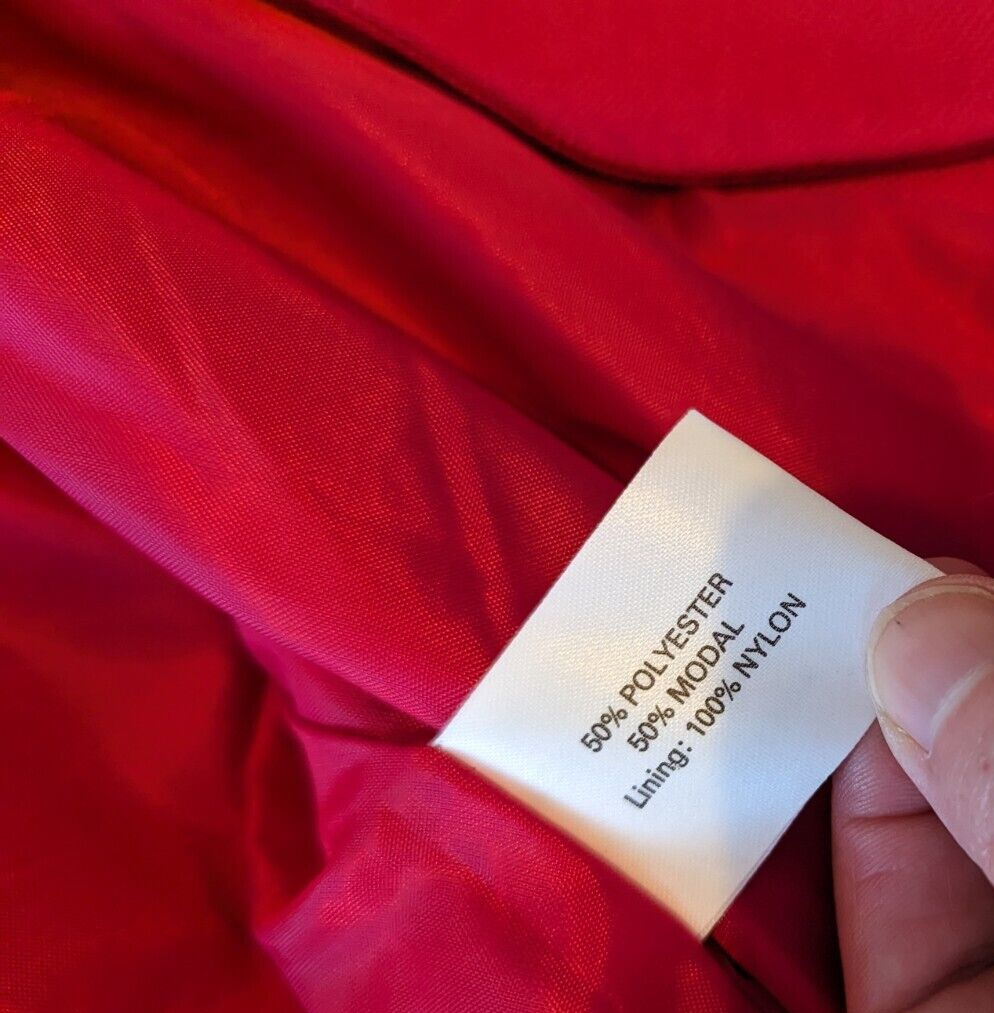 50% POLYESTER
50% MODAL
Lining: 100% NYLON